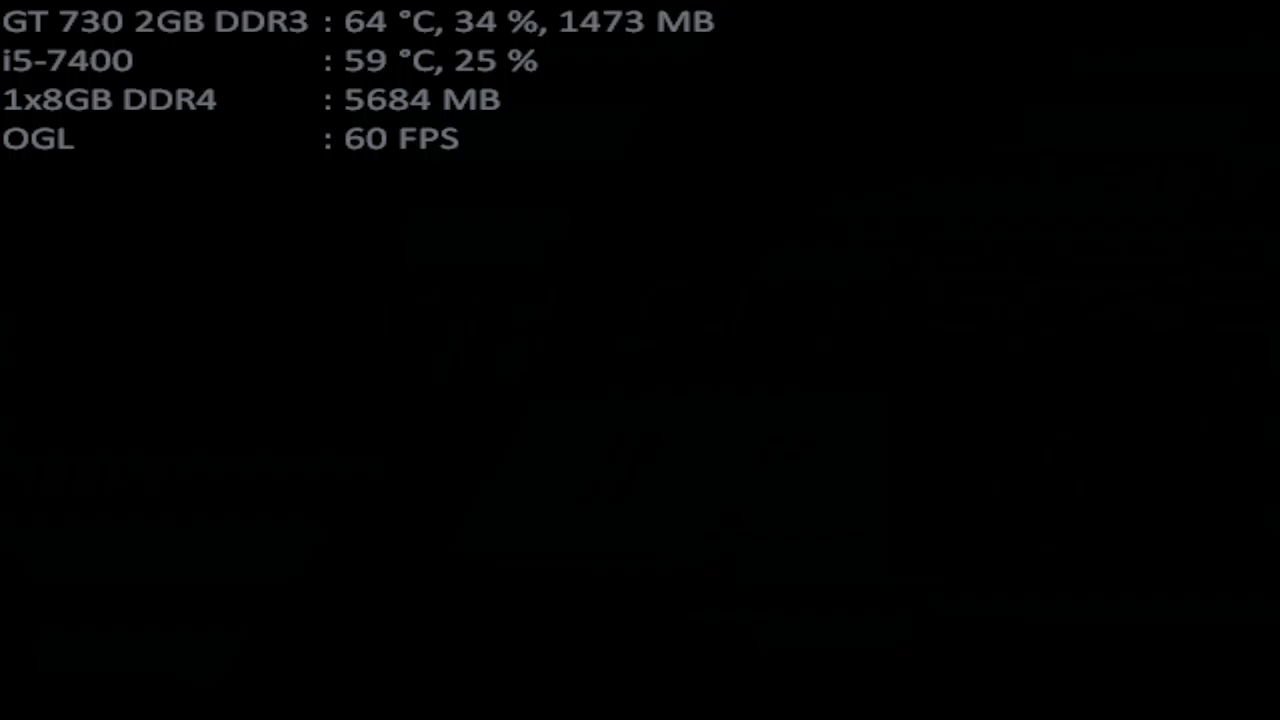 GT 730 2GB DDR3 : 64 °C, 34 %, 1473 MB
i5-7400 : 59 °C, 25 %
1x8GB DDR4 : 5684 MB
OGL : 60 FPS